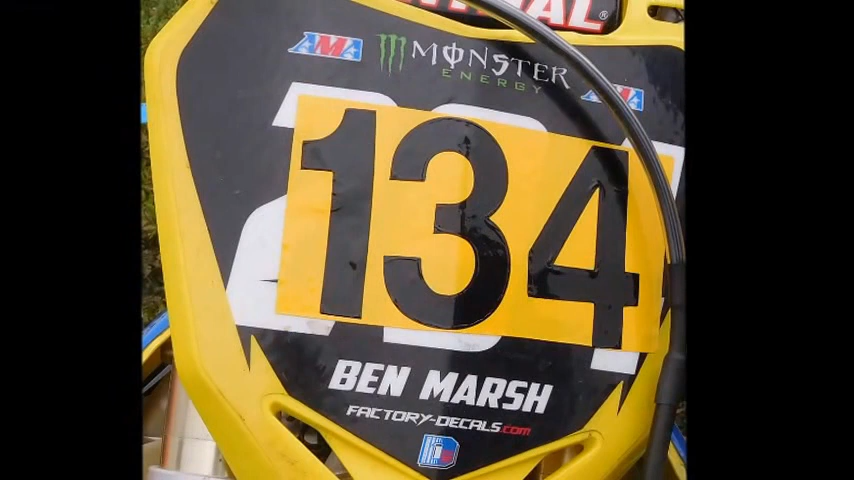 AMA
MONSTER
ENERGY
AMA
134
BEN MARSH
FACTORY-DECALS.com